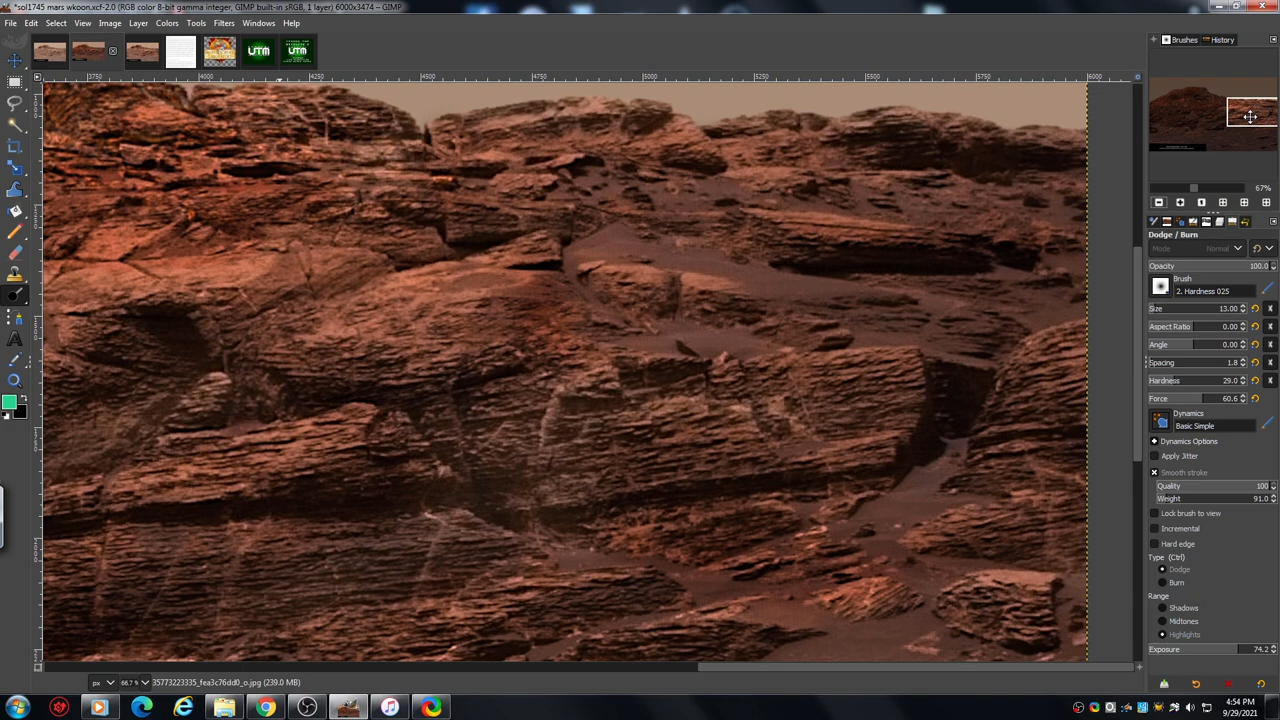 *sol1745 mars wkoon.xcf-2.0 (RGB color 8-bit gamma integer, GIMP built-in sRGB, 1 layer) 6000x3474 – GIMP
File Edit Select View Image Layer Colors Tools Filters Windows Help
UTM
UTM
Brushes History
3750 4000 4250 4500 4750 5000 5250 5500 5750 6000
67%
Dodge / Burn
Mode Normal
Opacity 100.0
Brush
2. Hardness 025
Size 13.00
Aspect Ratio 0.00
Angle 0.00
Spacing 1.8
Hardness 29.0
Force 60.6
Dynamics
Basic Simple
Dynamics Options
Apply Jitter
Smooth stroke
Quality 100
Weight 91.0
Lock brush to view
Incremental
Hard edge
Type (Ctrl)
Dodge
Burn
Range
Shadows
Midtones
Highlights
Exposure 74.2
px 66.7 % 35773223335_fea3c76dd0_o.jpg (239.0 MB)
4:54 PM
9/29/2021